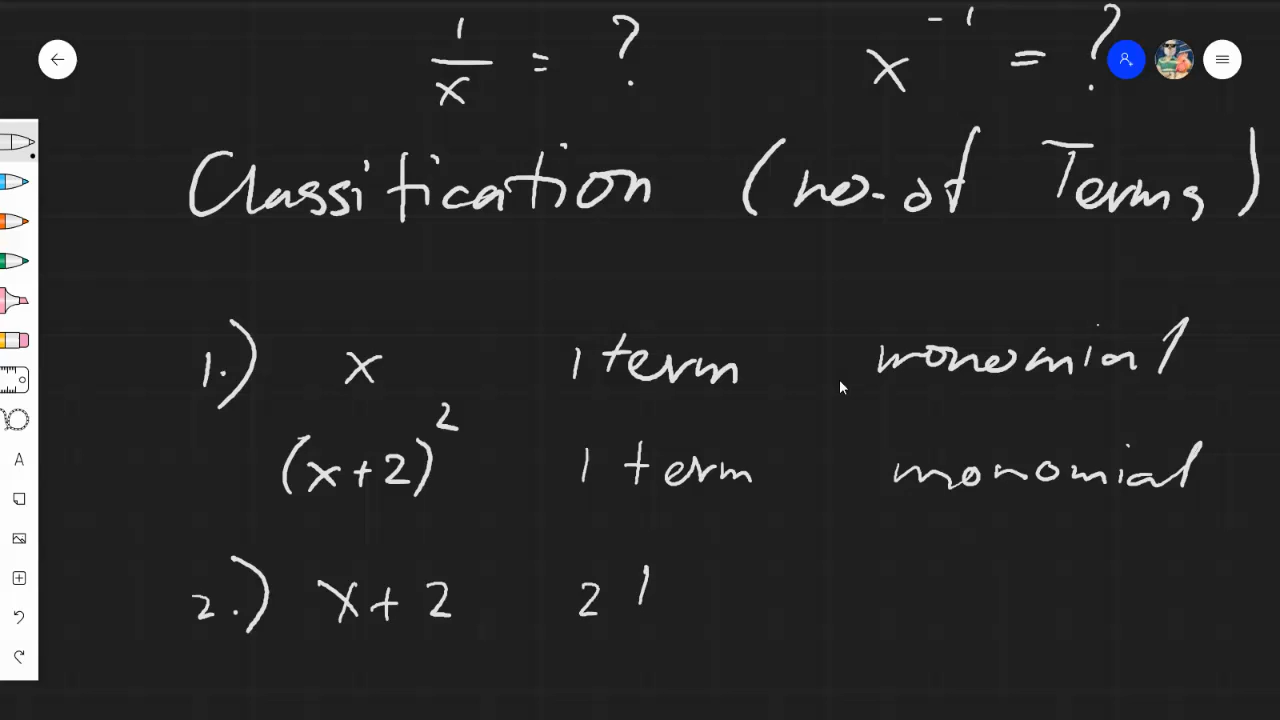 1/x = ? x⁻¹ = ?
Classification (no. of Terms)
1.) x 1 term monomial
(x+2)² 1 term monomial
2.) x+2 2 t